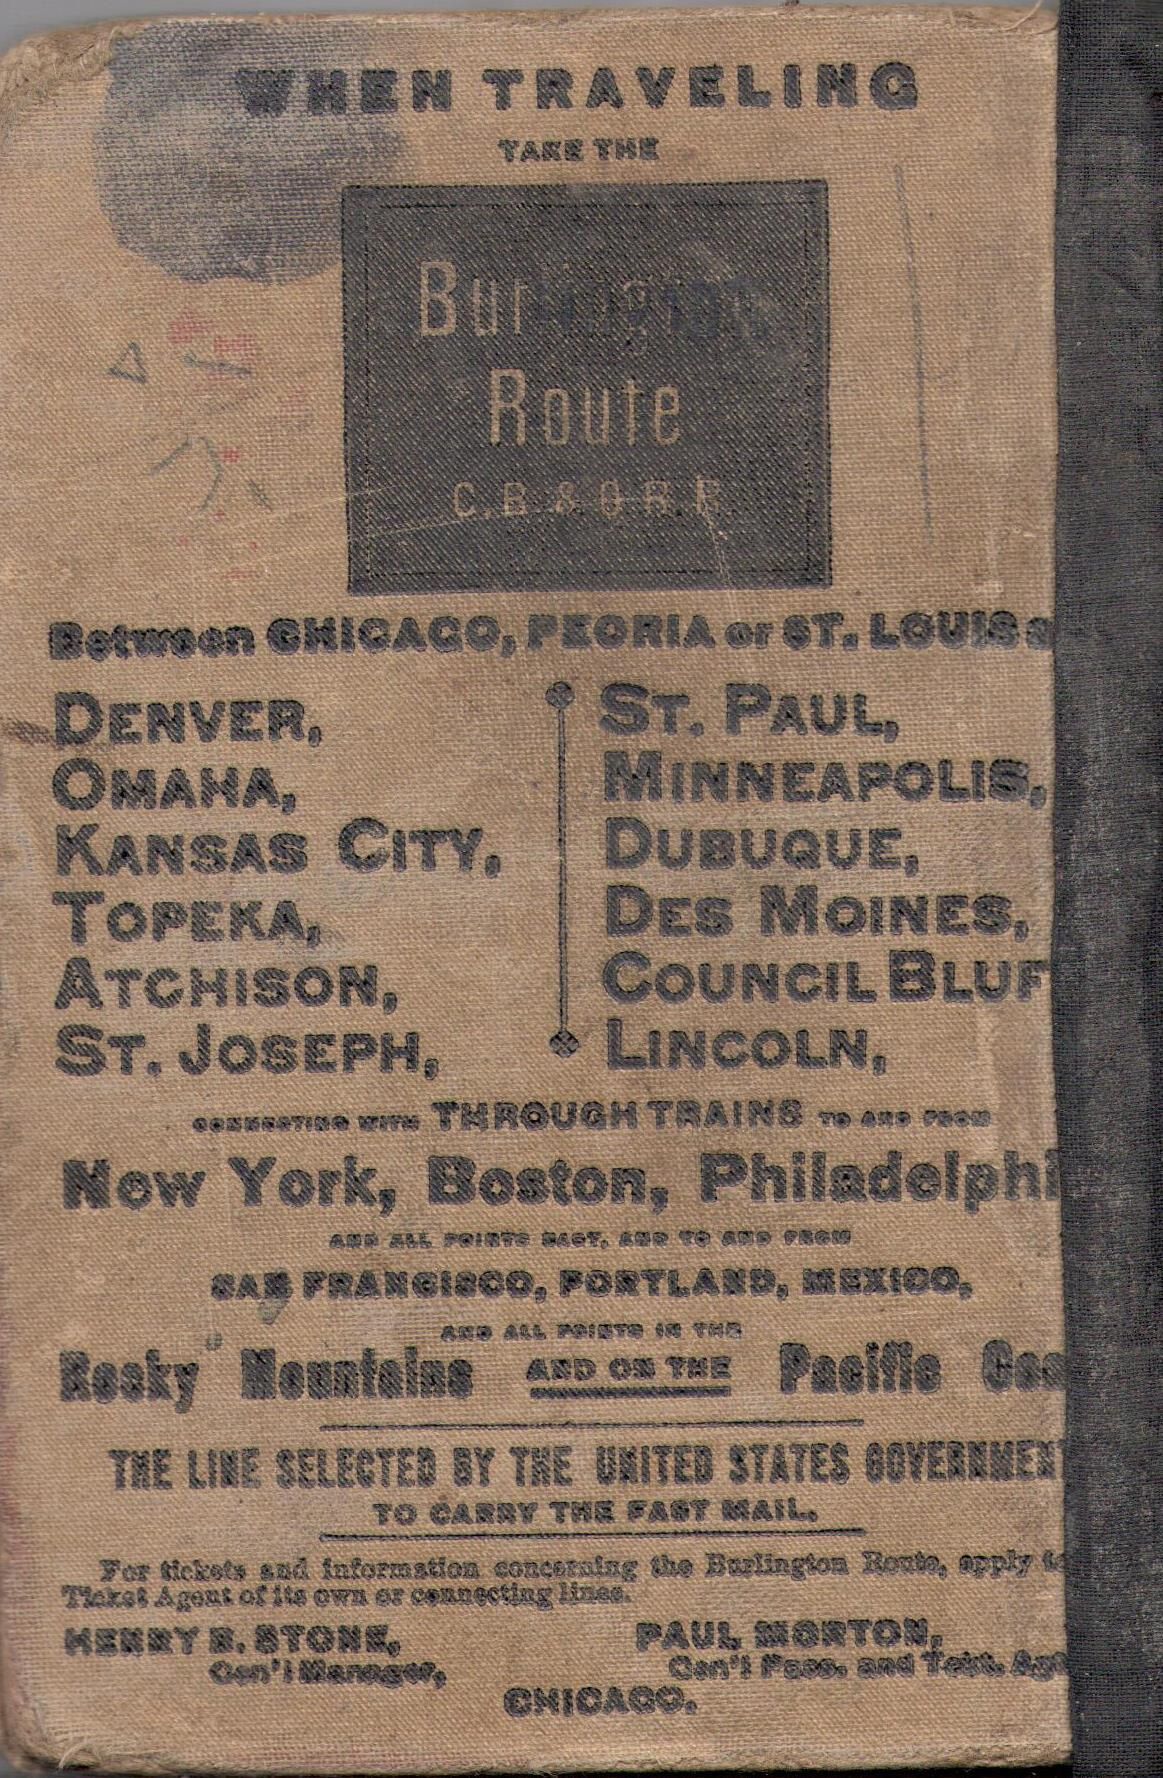 WHEN TRAVELING
TAKE THE
Burlington
Route
C.B.&Q.R.R.
Between CHICAGO, PEORIA or ST. LOUIS a
DENVER,
OMAHA,
KANSAS CITY,
TOPEKA,
ATCHISON,
ST. JOSEPH,
ST. PAUL,
MINNEAPOLIS,
DUBUQUE,
DES MOINES,
COUNCIL BLUF
LINCOLN,
CONNECTING WITH THROUGH TRAINS TO AND FROM
New York, Boston, Philadelphi
AND ALL POINTS EAST, AND TO AND FROM
SAN FRANCISCO, PORTLAND, MEXICO,
AND ALL POINTS IN THE
Rocky Mountains AND ON THE Pacific Coa
THE LINE SELECTED BY THE UNITED STATES GOVERNMENT
TO CARRY THE FAST MAIL.
For tickets and information concerning the Burlington Route, apply to
Ticket Agent of its own or connecting lines.
HENRY B. STONE,
Gen'l Manager,
PAUL MORTON,
Gen'l Pass. and Tckt. Agt
CHICAGO.